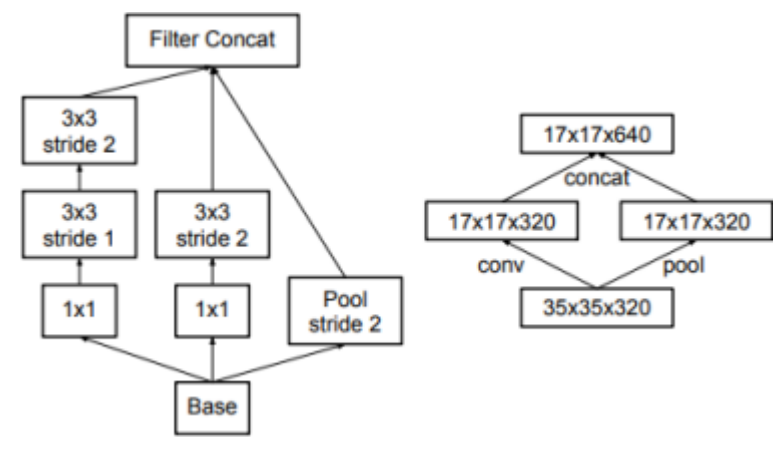 Filter Concat
3x3
stride 2
3x3
stride 1
3x3
stride 2
1x1
1x1
Pool
stride 2
Base
17x17x640
concat
17x17x320
17x17x320
conv
pool
35x35x320